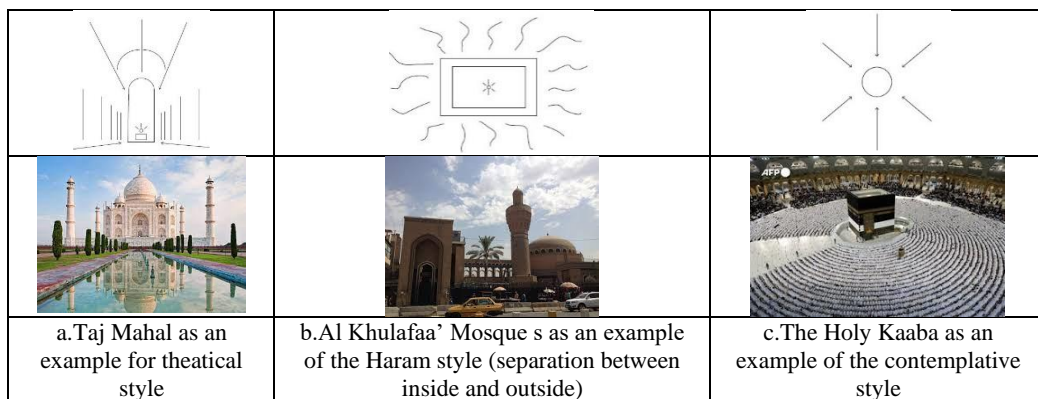 AFP
a.Taj Mahal as an
example for theatical
style
b.Al Khulafaa’ Mosque s as an example
of the Haram style (separation between
inside and outside)
c.The Holy Kaaba as an
example of the contemplative
style